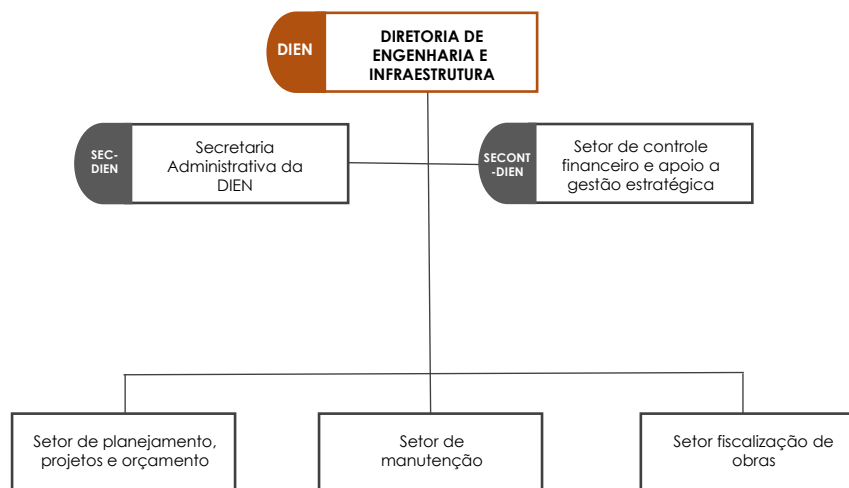 DIEN
DIRETORIA DE
ENGENHARIA E
INFRAESTRUTURA
SEC-
DIEN
Secretaria
Administrativa da
DIEN
SECONT
-DIEN
Setor de controle
financeiro e apoio a
gestão estratégica
Setor de planejamento,
projetos e orçamento
Setor de
manutenção
Setor fiscalização de
obras